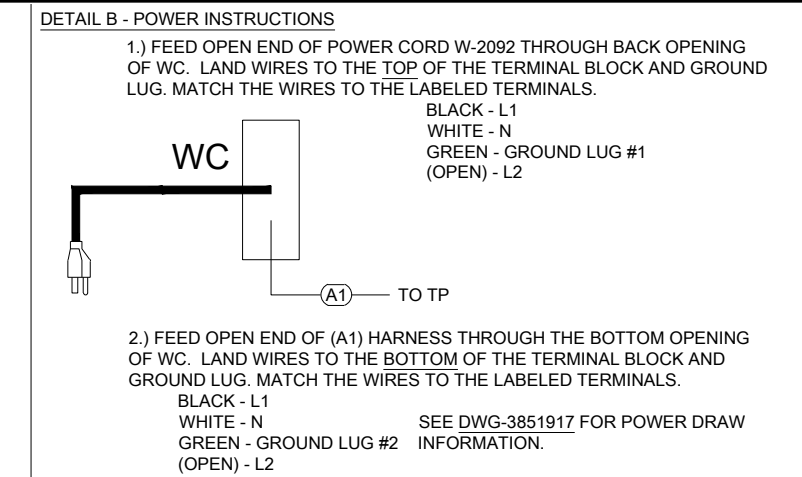 DETAIL B - POWER INSTRUCTIONS
1.) FEED OPEN END OF POWER CORD W-2092 THROUGH BACK OPENING
OF WC. LAND WIRES TO THE TOP OF THE TERMINAL BLOCK AND GROUND
LUG. MATCH THE WIRES TO THE LABELED TERMINALS.
BLACK - L1
WHITE - N
GREEN - GROUND LUG #1
(OPEN) - L2
WC
A1 TO TP
2.) FEED OPEN END OF (A1) HARNESS THROUGH THE BOTTOM OPENING
OF WC. LAND WIRES TO THE BOTTOM OF THE TERMINAL BLOCK AND
GROUND LUG. MATCH THE WIRES TO THE LABELED TERMINALS.
BLACK - L1
WHITE - N
GREEN - GROUND LUG #2
(OPEN) - L2
SEE DWG-3851917 FOR POWER DRAW
INFORMATION.